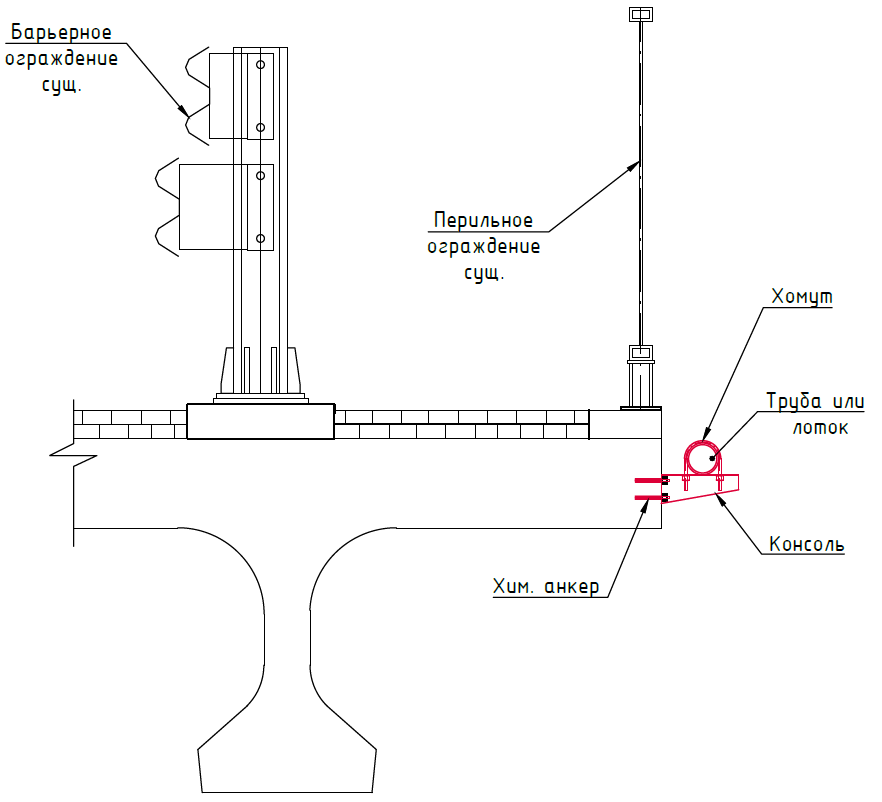 Барьерное
ограждение
сущ.
Перильное
ограждение
сущ.
Хомут
Труба или
лоток
Консоль
Хим. анкер